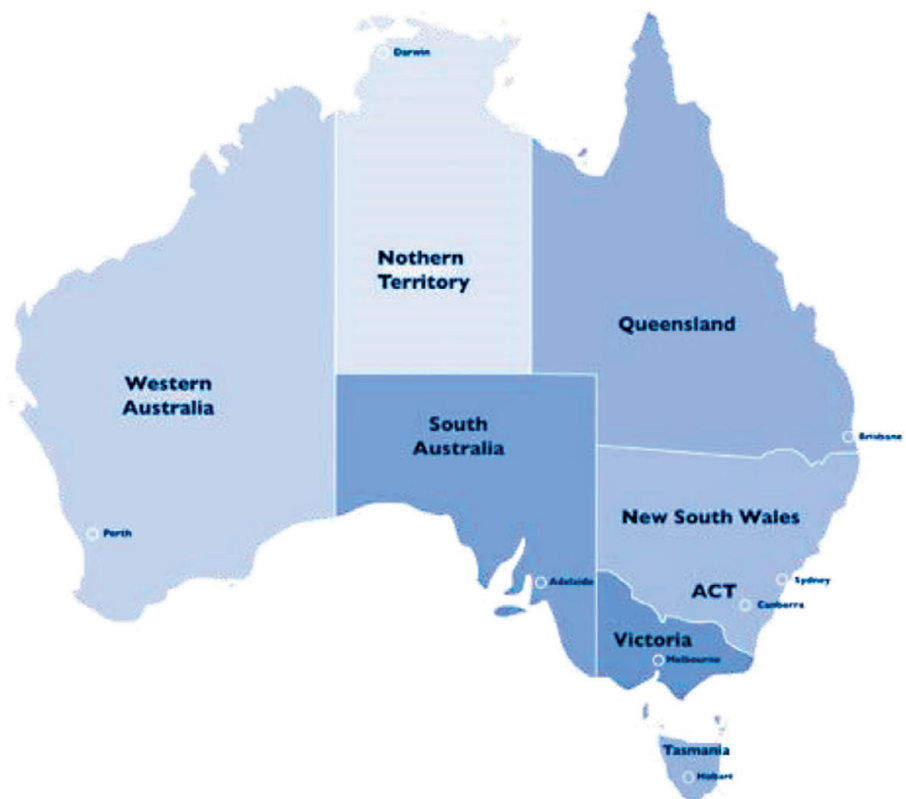 Darwin
Nothern
Territory
Queensland
Western
Australia
South
Australia
Brisbane
New South Wales
Perth
Adelaide
Sydney
ACT
Canberra
Victoria
Melbourne
Tasmania
Hobart